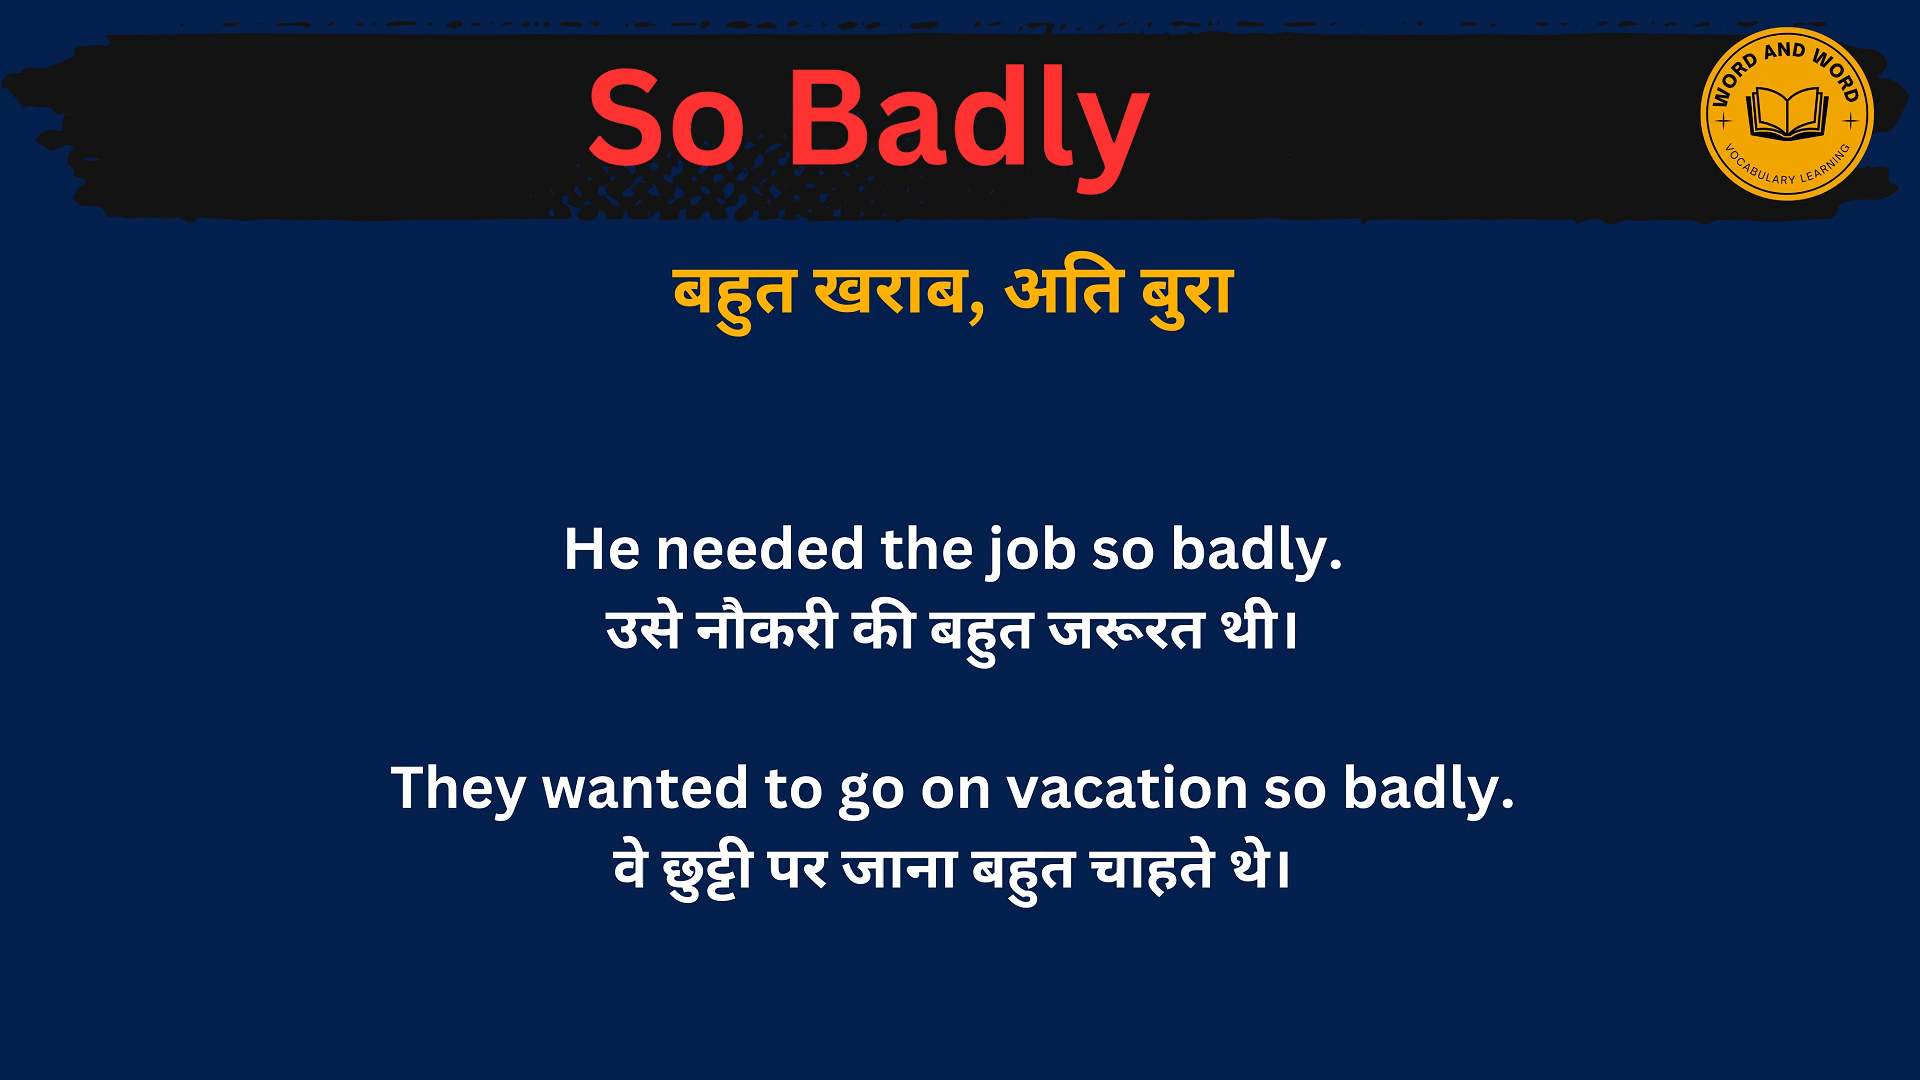 So Badly
WORD AND WORD
VOCABULARY LEARNING
बहुत खराब, अति बुरा
He needed the job so badly.
उसे नौकरी की बहुत जरूरत थी।
They wanted to go on vacation so badly.
वे छुट्टी पर जाना बहुत चाहते थे।